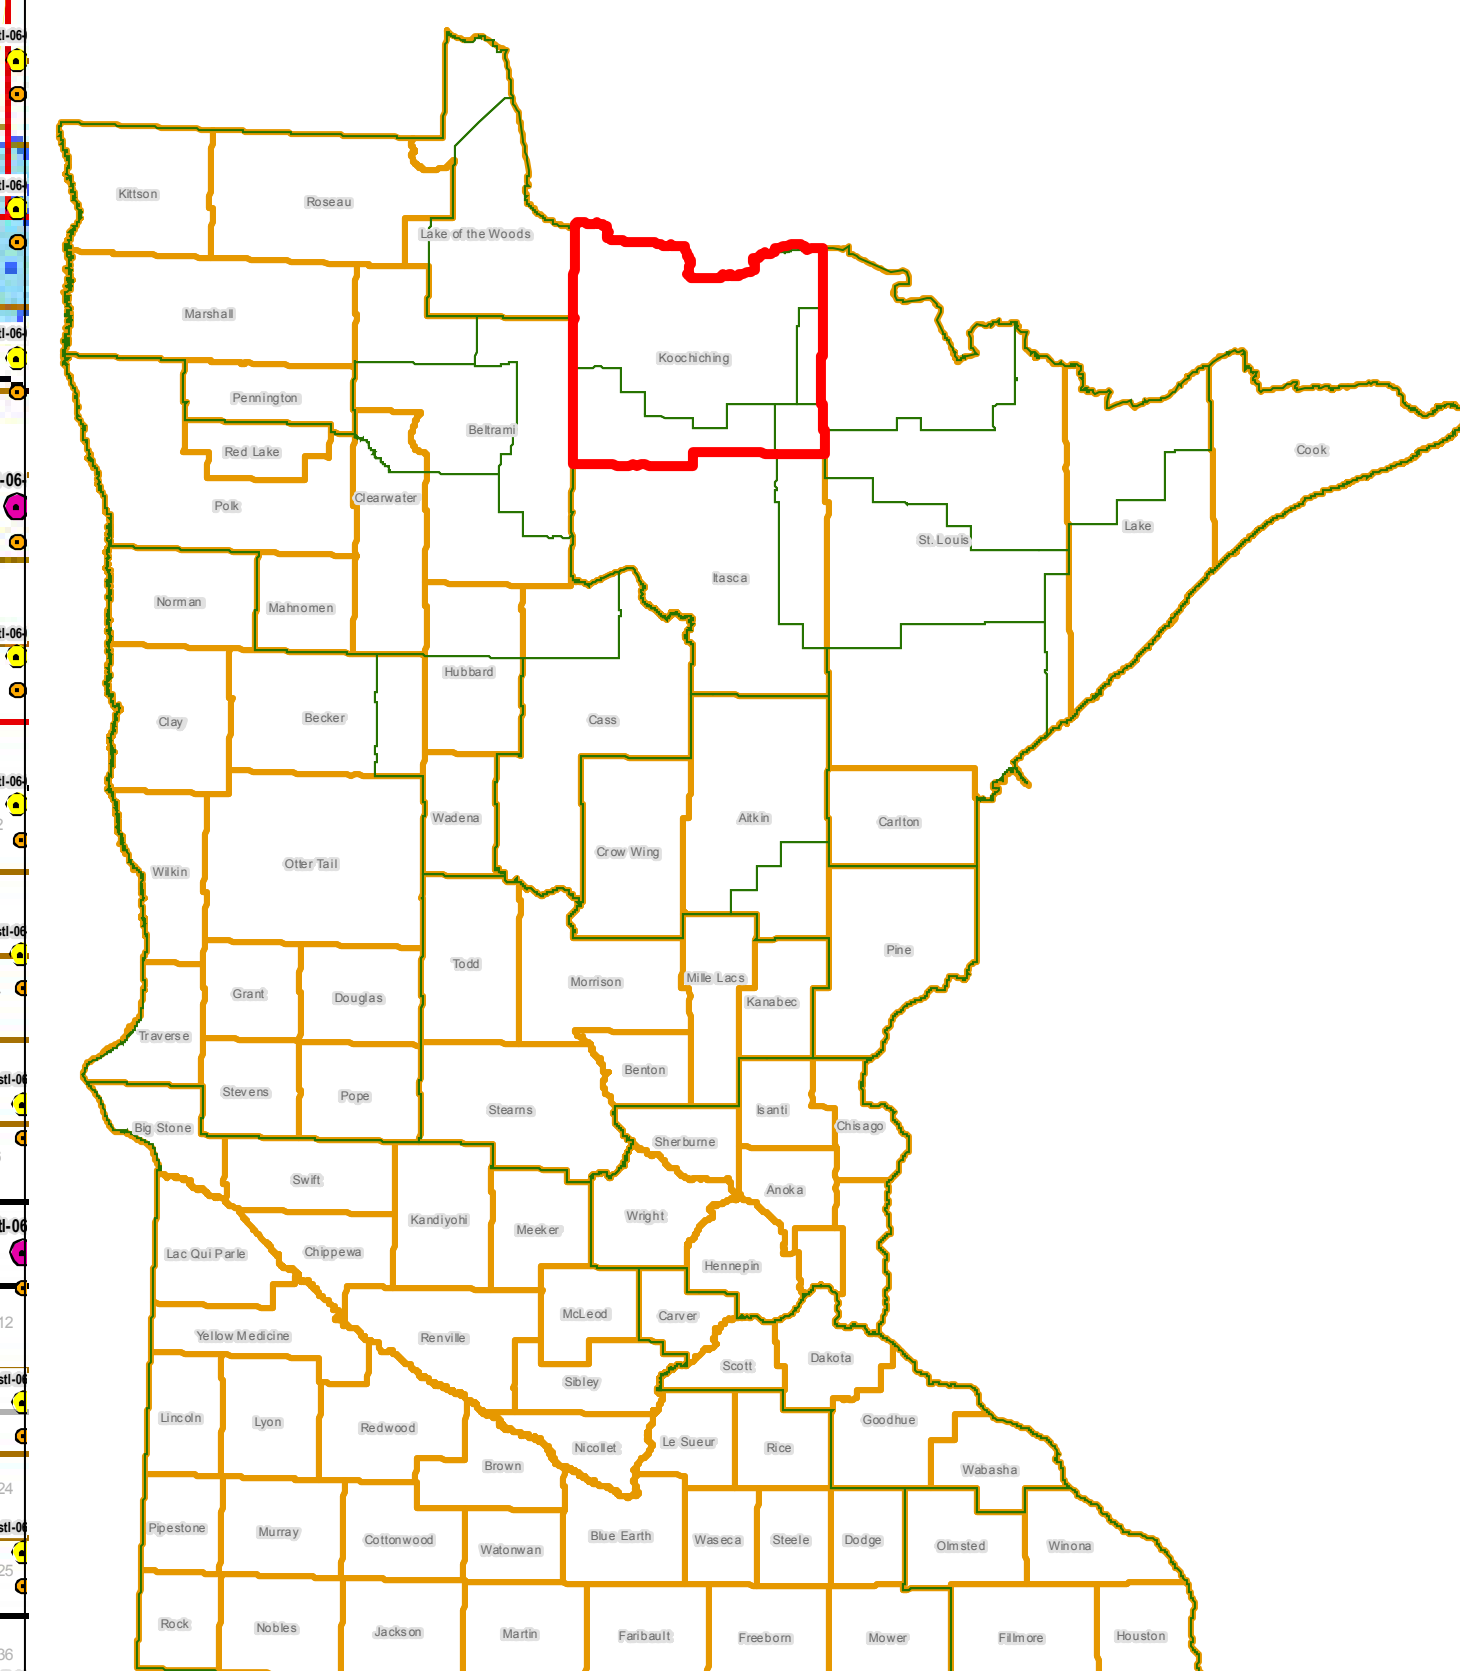 Kittson
Roseau
Lake of the Woods
Marshall
Koochiching
Pennington
Beltrami
Red Lake
Cook
Clearwater
Polk
Lake
St. Louis
Itasca
Norman
Mahnomen
Hubbard
Clay
Becker
Cass
Wadena
Aitkin
Carlton
Crow Wing
Otter Tail
Wilkin
Pine
Todd
Morrison
Mille Lacs
Grant
Douglas
Kanabec
Traverse
Benton
Stevens
Pope
Stearns
Isanti
Chisago
Big Stone
Sherburne
Swift
Anoka
Kandiyohi
Wright
Meeker
Lac Qui Parle
Chippewa
Hennepin
McLeod
Carver
Yellow Medicine
Renville
Dakota
Scott
Sibley
Lincoln
Lyon
Redwood
Goodhue
Le Sueur
Rice
Nicollet
Brown
Wabasha
Pipestone
Murray
Cottonwood
Blue Earth
Waseca
Steele
Dodge
Olmsted
Winona
Watonwan
Rock
Nobles
Jackson
Martin
Faribault
Freeborn
Mower
Fillmore
Houston
12
24
25
36